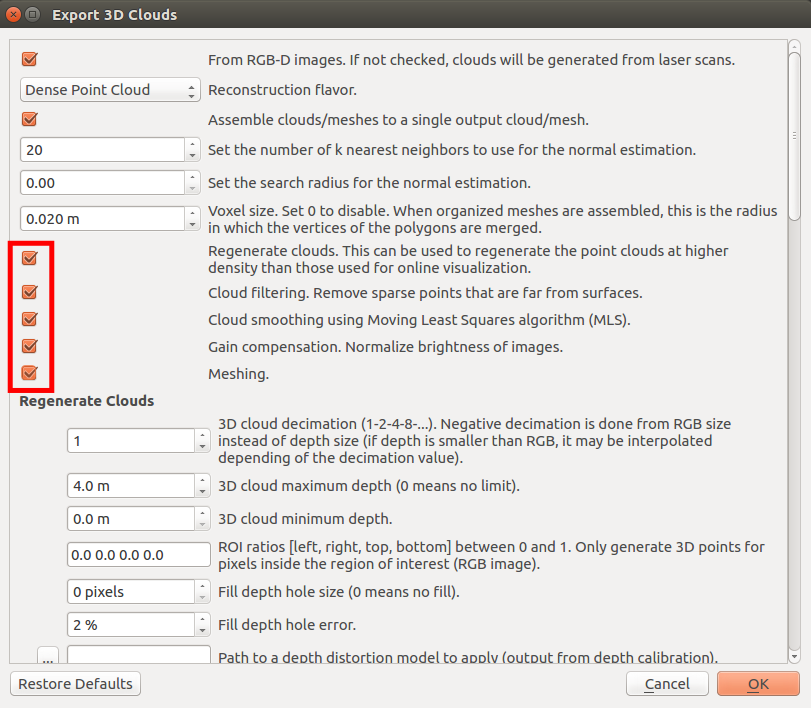 Export 3D Clouds
From RGB-D images. If not checked, clouds will be generated from laser scans.
Dense Point Cloud
Reconstruction flavor.
Assemble clouds/meshes to a single output cloud/mesh.
20
Set the number of k nearest neighbors to use for the normal estimation.
0.00
Set the search radius for the normal estimation.
0.020 m
Voxel size. Set 0 to disable. When organized meshes are assembled, this is the radius
in which the vertices of the polygons are merged.
Regenerate clouds. This can be used to regenerate the point clouds at higher
density than those used for online visualization.
Cloud filtering. Remove sparse points that are far from surfaces.
Cloud smoothing using Moving Least Squares algorithm (MLS).
Gain compensation. Normalize brightness of images.
Meshing.
Regenerate Clouds
1
3D cloud decimation (1-2-4-8-...). Negative decimation is done from RGB size
instead of depth size (if depth is smaller than RGB, it may be interpolated
depending of the decimation value).
4.0 m
3D cloud maximum depth (0 means no limit).
0.0 m
3D cloud minimum depth.
0.0 0.0 0.0 0.0
ROI ratios [left, right, top, bottom] between 0 and 1. Only generate 3D points for
pixels inside the region of interest (RGB image).
0 pixels
Fill depth hole size (0 means no fill).
2 %
Fill depth hole error.
...
Path to a depth distortion model to apply (output from depth calibration).
Restore Defaults
Cancel
OK